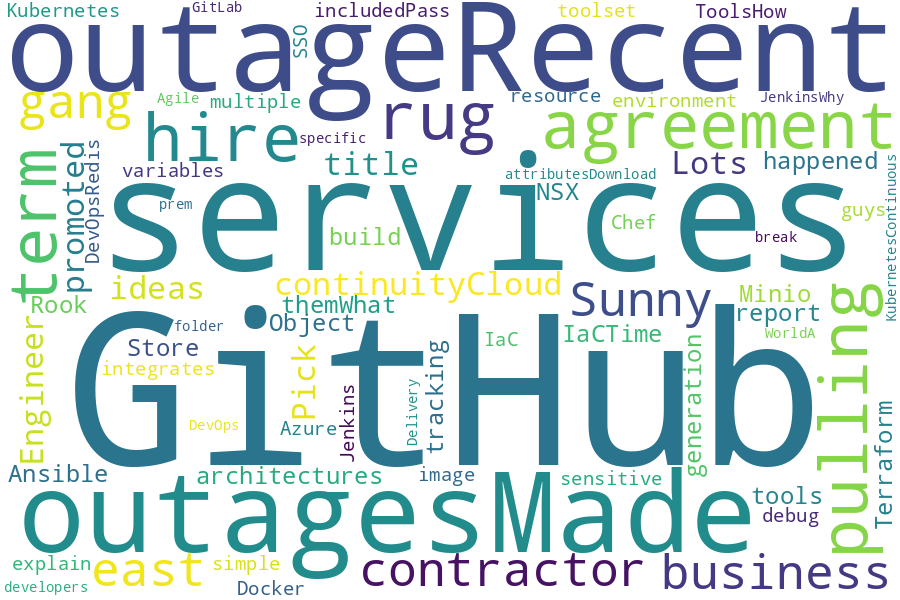 Kubernetes
GitLab
includedPass
toolset
ToolsHow
outageRecent
SSO
gang
Agile
multiple
resource
environment
JenkinsWhy
hire
specific
rug
agreement
variables
title
attributesDownload
Lots
happened
NSX
term
promoted
DevOpsRedis
prem
services
build
Chef
break
guys
KubernetesContinuous
ideas
continuityCloud
Sunny
Minio
Rook
themWhat
Object
report
folder
GitHub
Store
IaC
IaCTime
WorldA
Engineer
integrates
Pick
Jenkins
Delivery
tracking
generation
pulling
DevOps
Azure
Terraform
Ansible
architectures
image
sensitive
outagesMade
tools
debug
explain
east
simple
contractor
business
developers
Docker